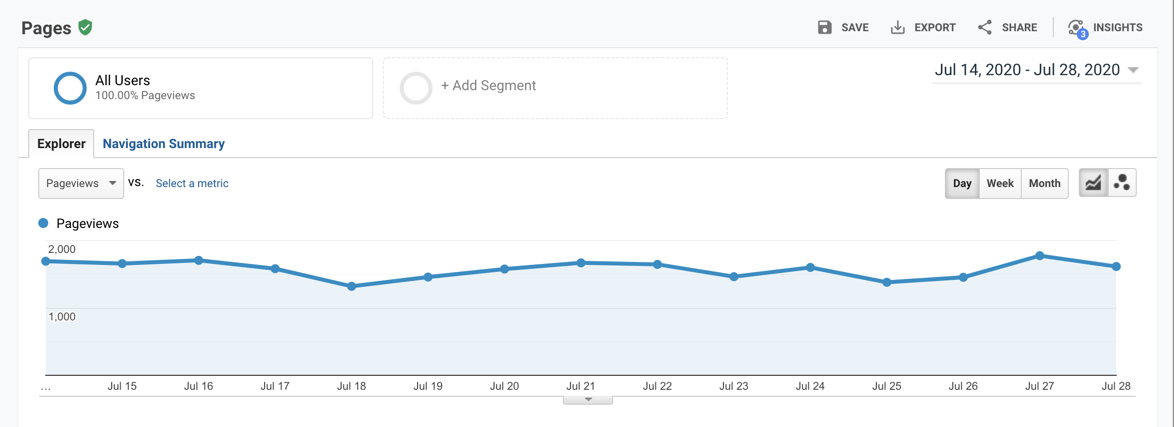 Pages
SAVE EXPORT SHARE 3 INSIGHTS
All Users
100.00% Pageviews
+ Add Segment
Jul 14, 2020 - Jul 28, 2020
Explorer Navigation Summary
Pageviews VS. Select a metric
Day Week Month
Pageviews
2,000
1,000
... Jul 15 Jul 16 Jul 17 Jul 18 Jul 19 Jul 20 Jul 21 Jul 22 Jul 23 Jul 24 Jul 25 Jul 26 Jul 27 Jul 28